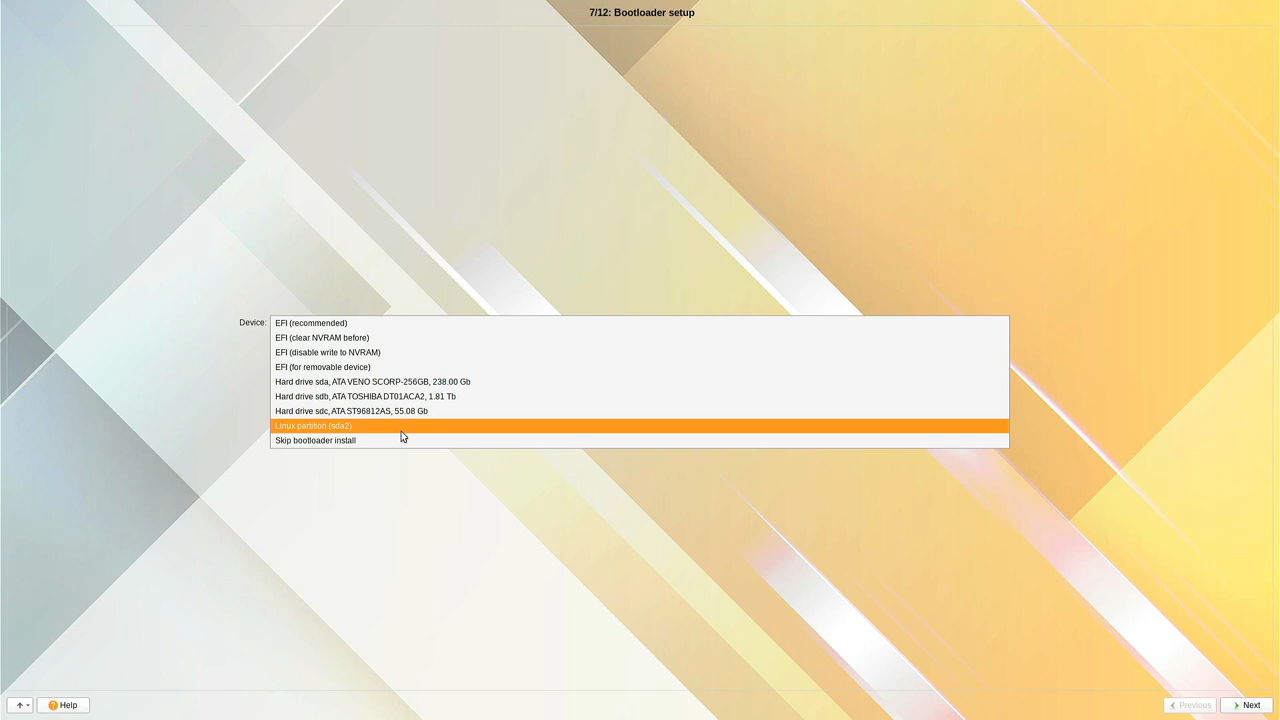 7/12: Bootloader setup
Device:
EFI (recommended)
EFI (clear NVRAM before)
EFI (disable write to NVRAM)
EFI (for removable device)
Hard drive sda, ATA VENO SCORP-256GB, 238.00 Gb
Hard drive sdb, ATA TOSHIBA DT01ACA2, 1.81 Tb
Hard drive sdc, ATA ST96812AS, 55.08 Gb
Linux partition (sda2)
Skip bootloader install
Help
Previous
Next